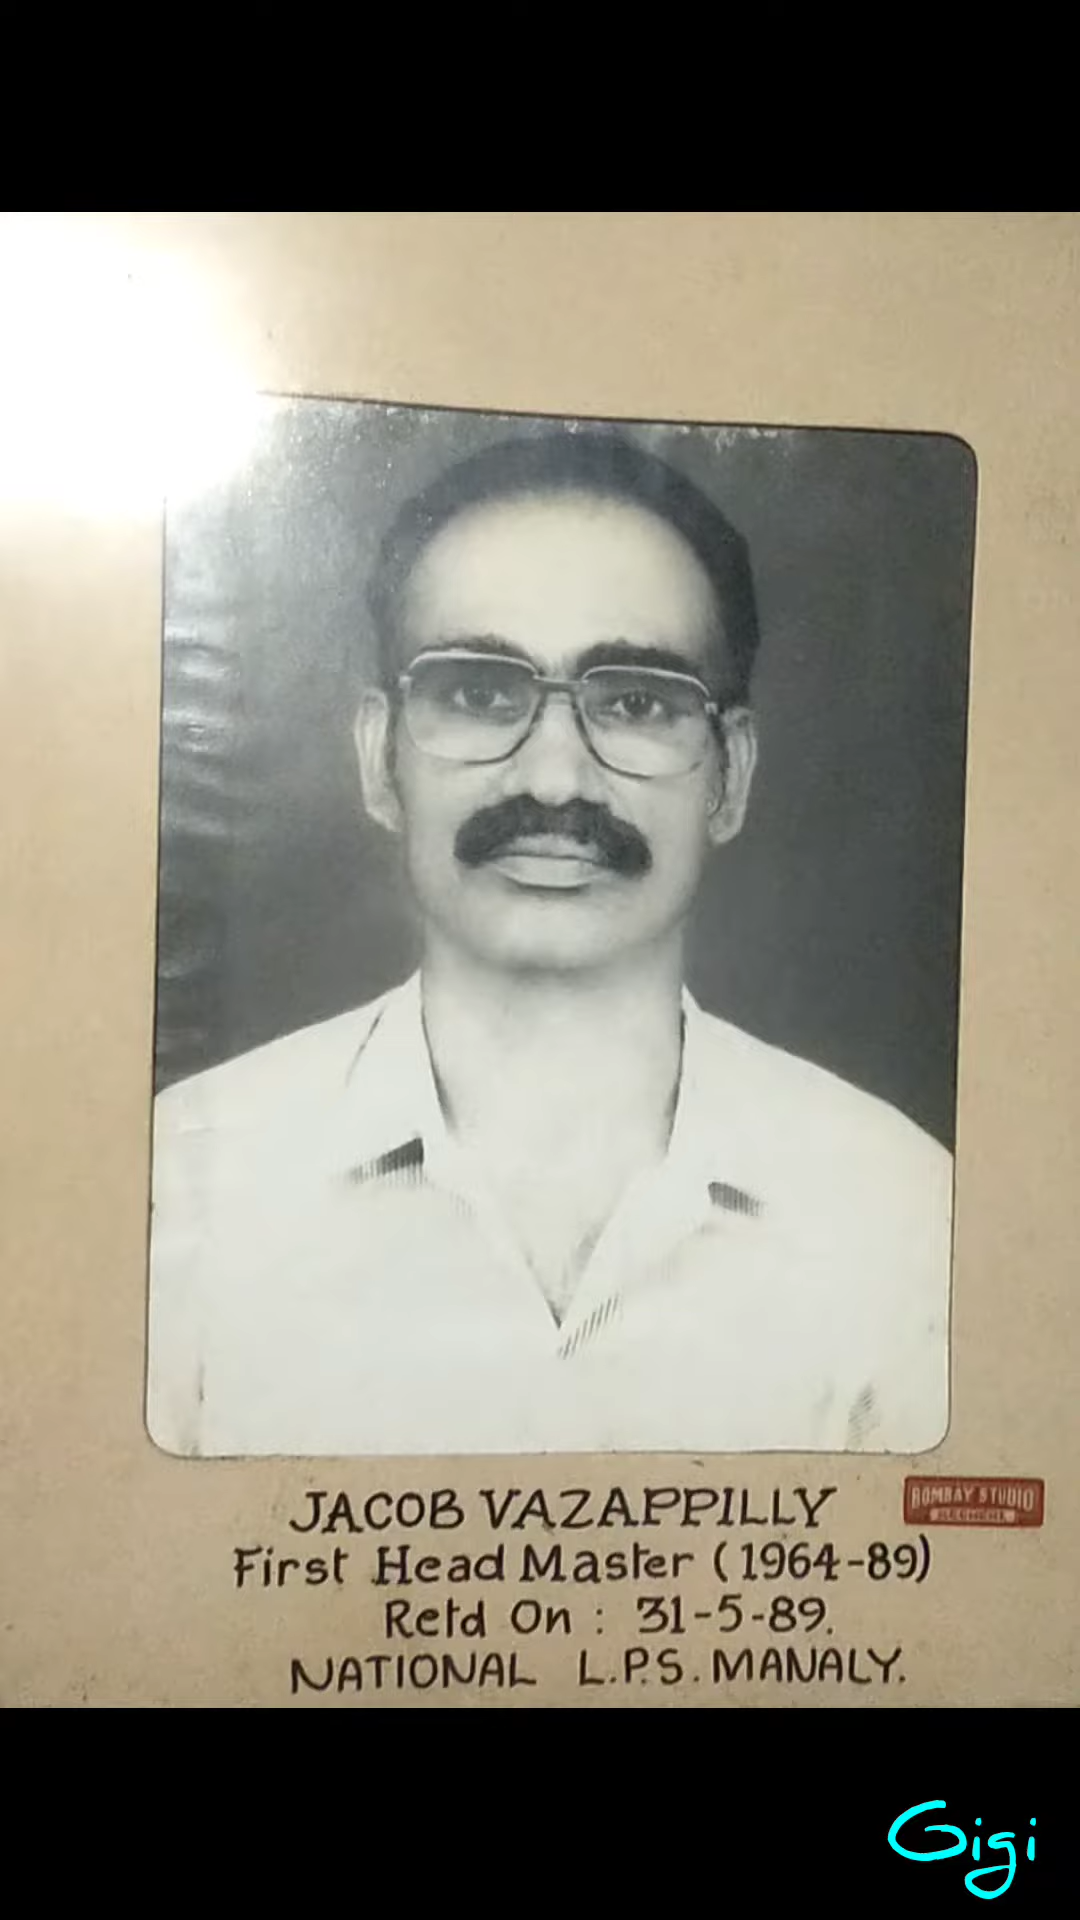 JACOB VAZAPPILLY
BOMBAY STUDIO
First Head Master (1964-89)
Retd On : 31-5-89.
NATIONAL L.P.S. MANALY.
Gigi